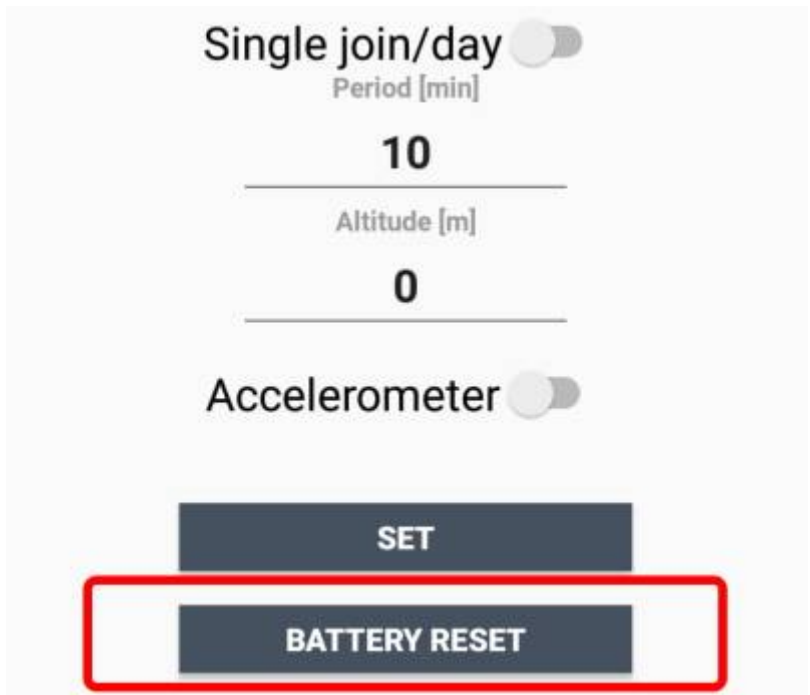 Single join/day
Period [min]
10
Altitude [m]
0
Accelerometer
SET
BATTERY RESET